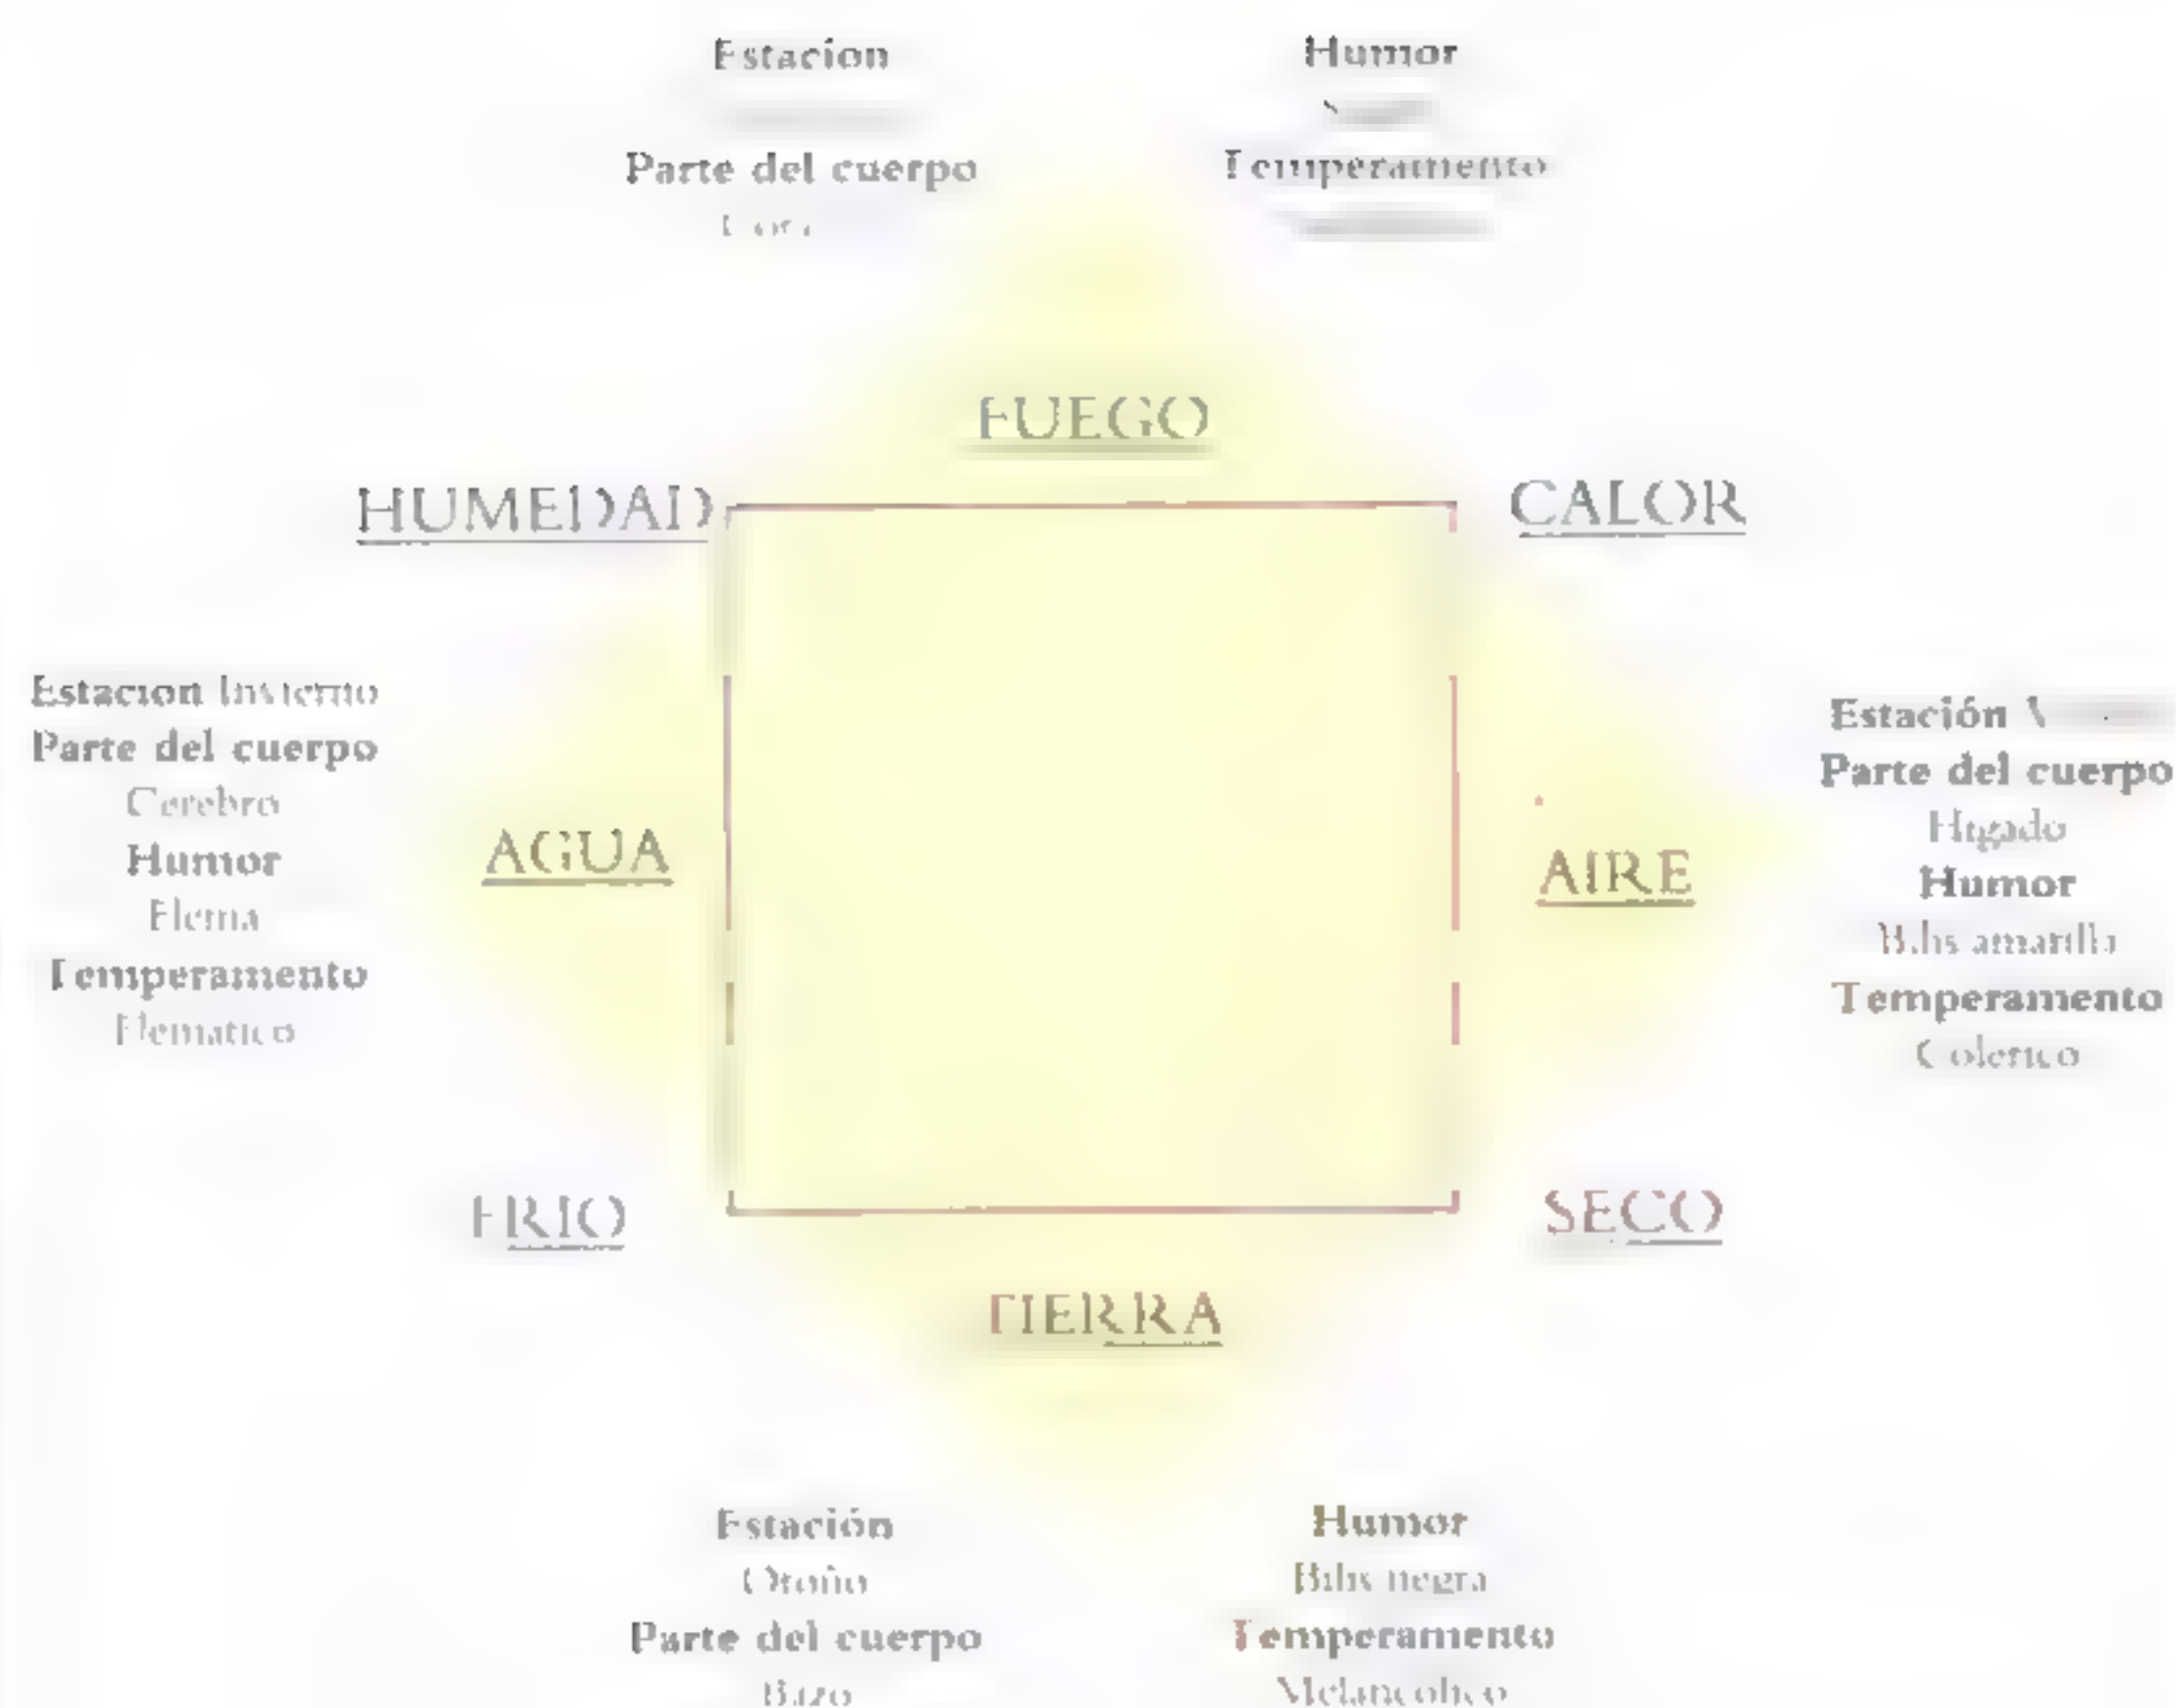 Estacion
Humor
Parte del cuerpo
Temperamento
FUEGO
HUMEDAD
CALOR
Estacion Invierno
Parte del cuerpo
Cerebro
Humor
Flema
Temperamento
Flematico
AGUA
Estación
Parte del cuerpo
Higado
Humor
Bilis amarilla
Temperamento
Colerico
AIRE
FRIO
SECO
TIERRA
Estación
Otoño
Parte del cuerpo
Bazo
Humor
Bilis negra
Temperamento
Melancolico